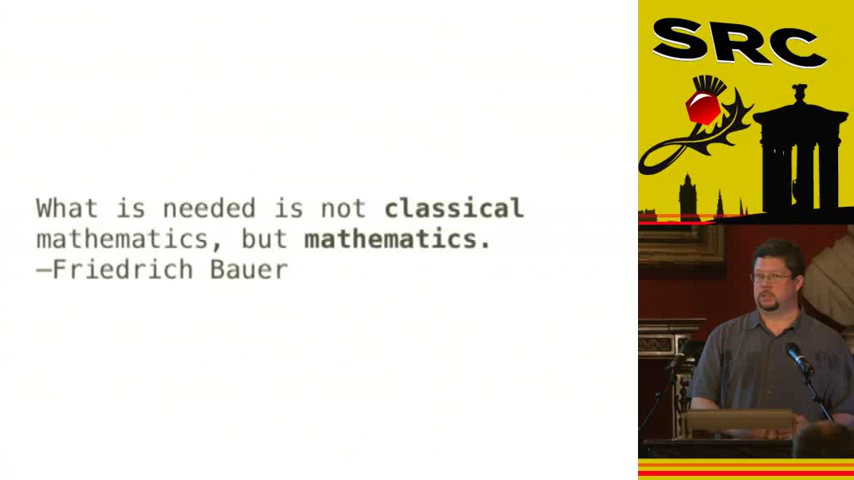 What is needed is not classical
mathematics, but mathematics.
—Friedrich Bauer
SRC